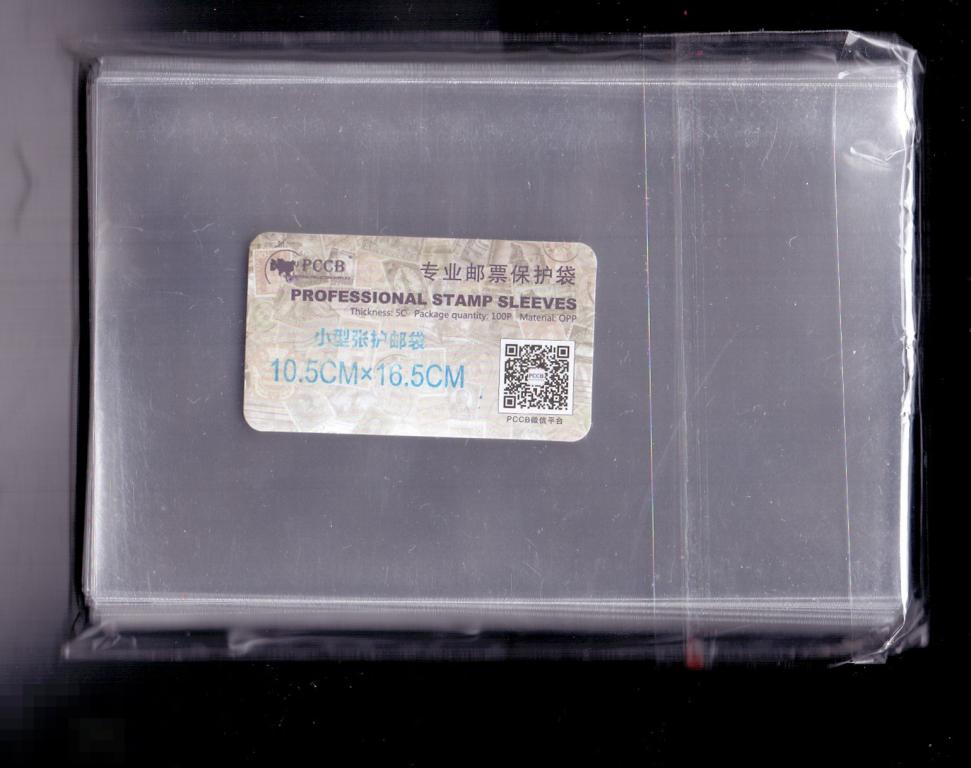 PCCB
专业邮票保护袋
PROFESSIONAL STAMP SLEEVES
Thickness: 5C Package quantity: 100P Material: OPP
小型张护邮袋
10.5CM×16.5CM
PCCB
PCCB微信平台